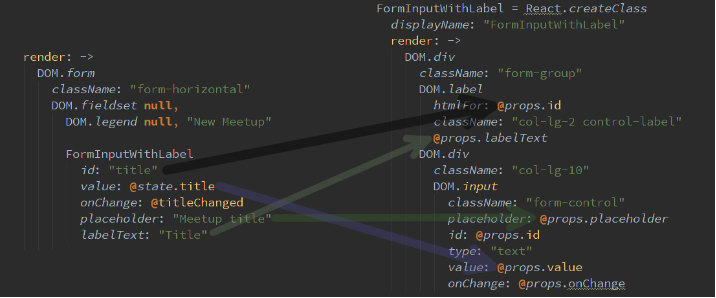 render: ->
DOM.form
className: "form-horizontal"
DOM.fieldset null,
DOM.legend null, "New Meetup"
FormInputWithLabel
id: "title"
value: @state.title
onChange: @titleChanged
placeholder: "Meetup title"
labelText: "Title"
FormInputWithLabel = React.createClass
displayName: "FormInputWithLabel"
render: ->
DOM.div
className: "form-group"
DOM.label
htmlFor: @props.id
className: "col-lg-2 control-label"
@props.labelText
DOM.div
className: "col-lg-10"
DOM.input
className: "form-control"
placeholder: @props.placeholder
id: @props.id
type: "text"
value: @props.value
onChange: @props.onChange